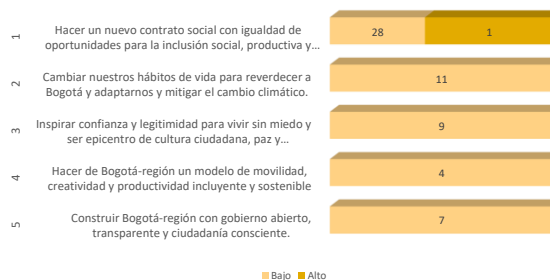 1
Hacer un nuevo contrato social con igualdad de
oportunidades para la inclusión social, productiva y…
28
1
2
Cambiar nuestros hábitos de vida para reverdecer a
Bogotá y adaptarnos y mitigar el cambio climático.
11
3
Inspirar confianza y legitimidad para vivir sin miedo y
ser epicentro de cultura ciudadana, paz y…
9
4
Hacer de Bogotá-región un modelo de movilidad,
creatividad y productividad incluyente y sostenible
4
5
Construir Bogotá-región con gobierno abierto,
transparente y ciudadanía consciente.
7
Bajo Alto